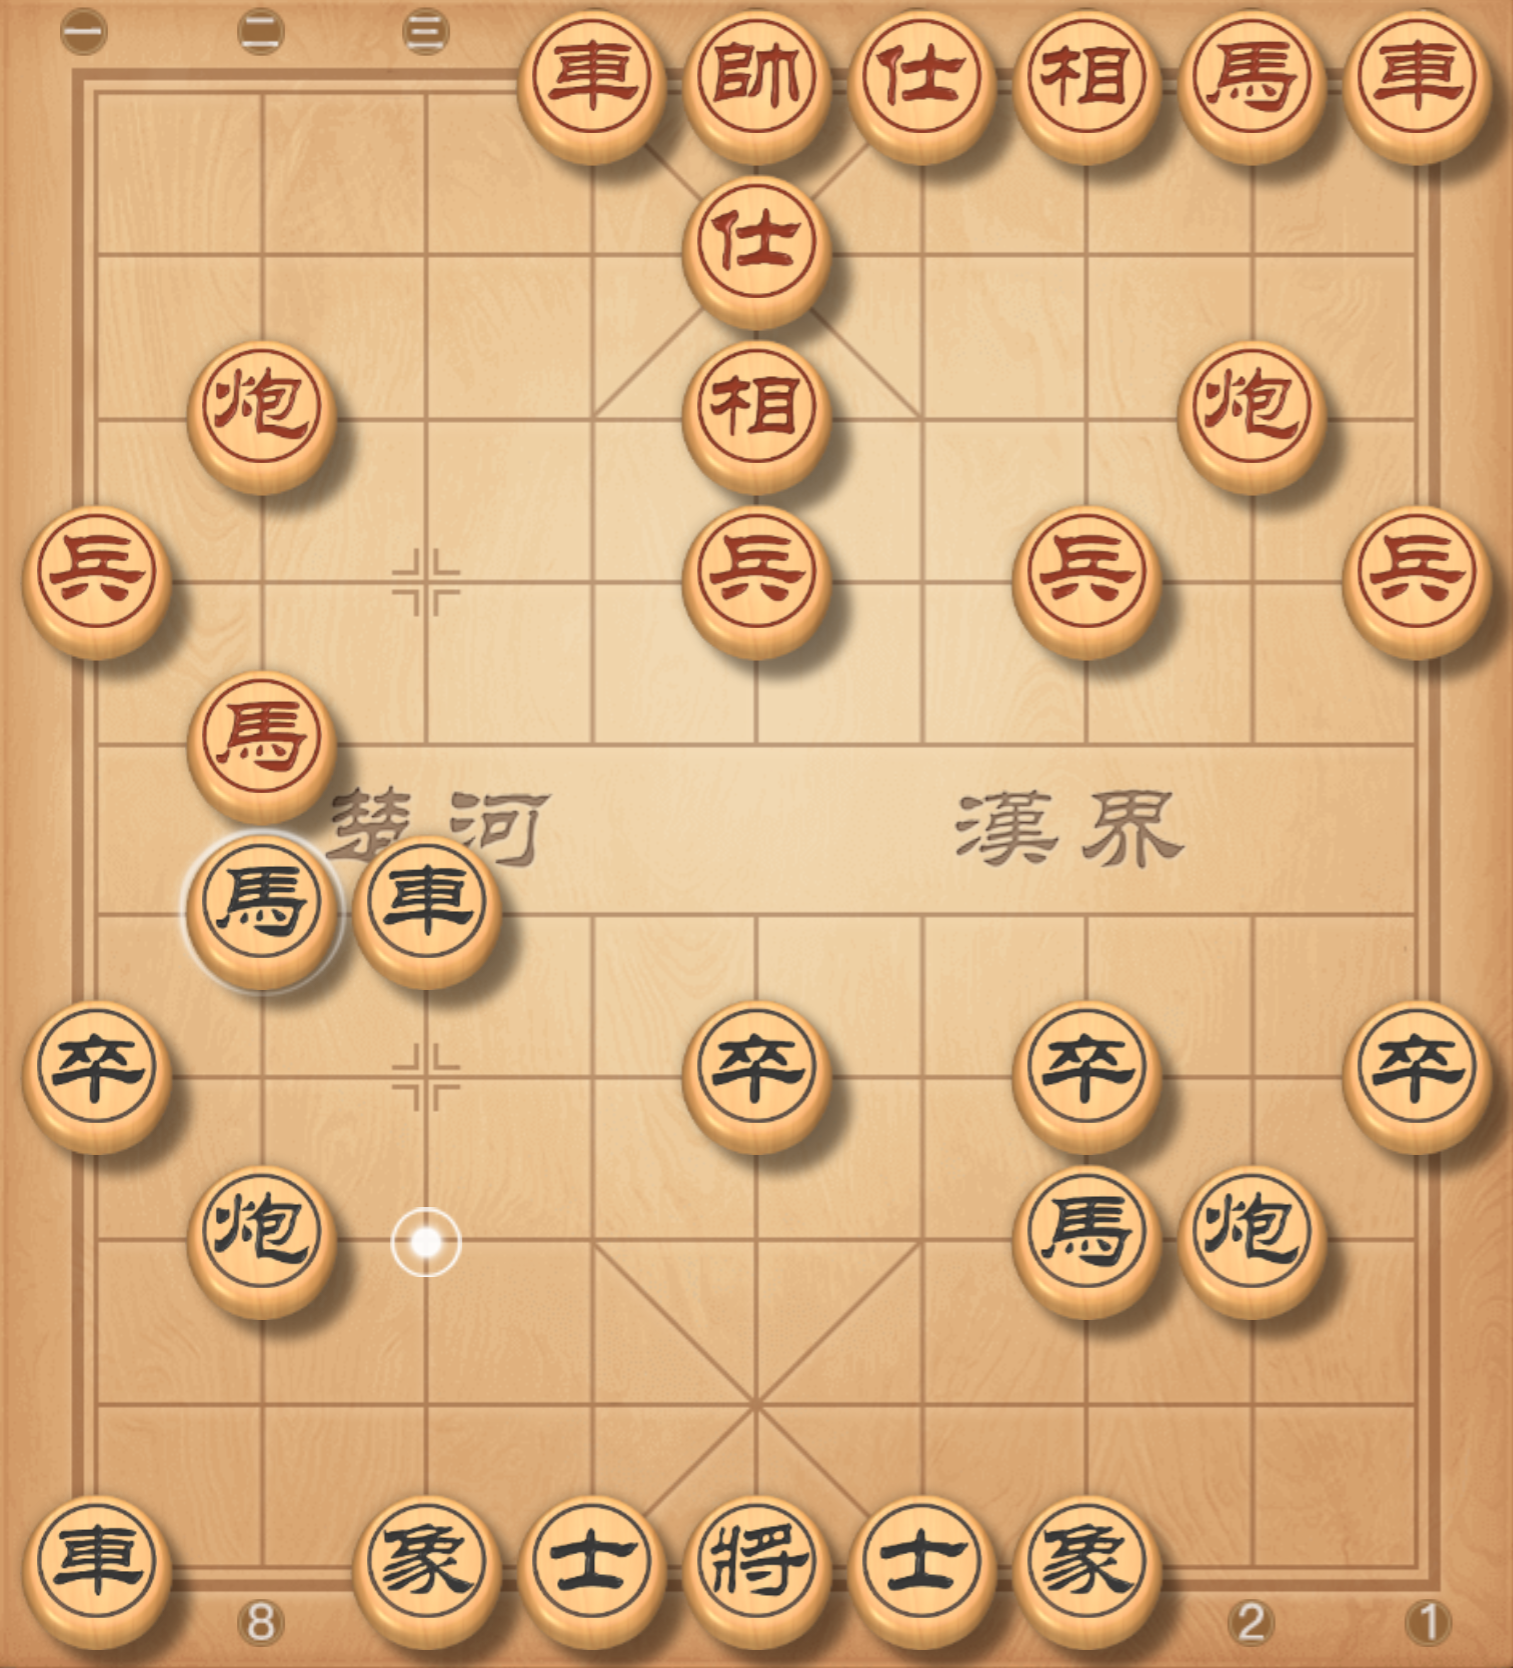 一 二 三
車 帥 仕 相 馬 車
仕
炮 相 炮
兵 兵 兵 兵
馬
楚 河 漢 界
馬 車
卒 卒 卒 卒
炮 馬 炮
車 象 士 將 士 象
8 2 1